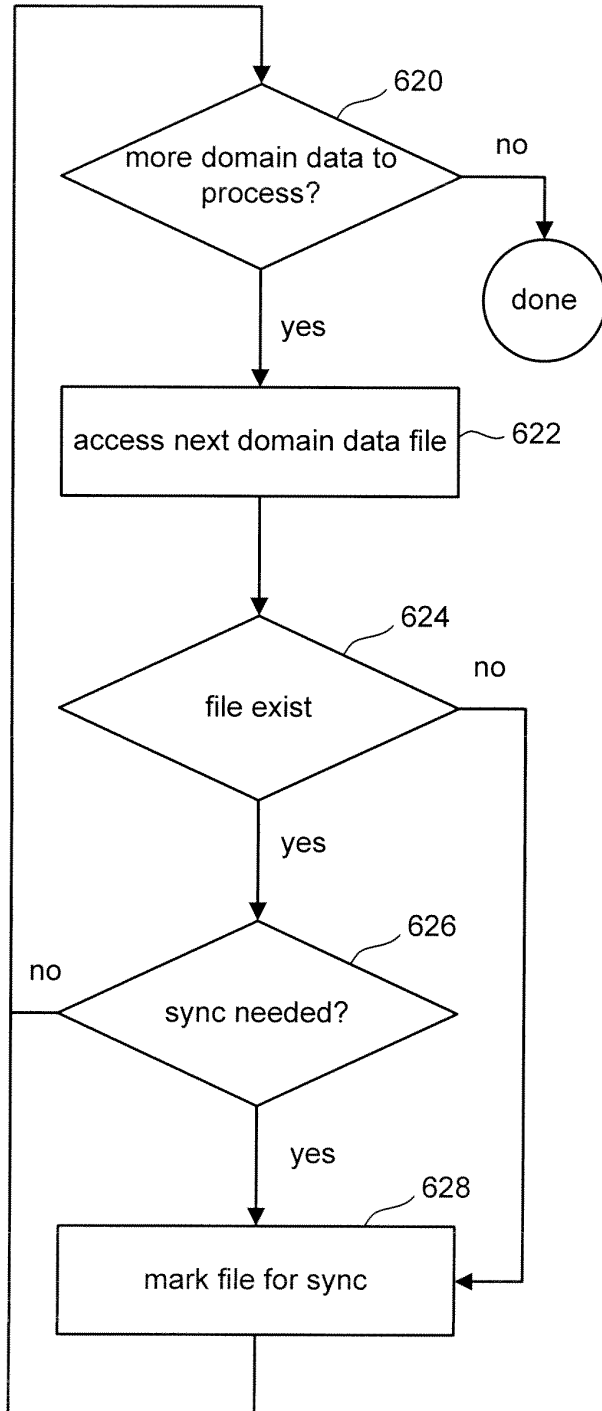 620
more domain data to
process?
no
done
yes
access next domain data file
622
624
no
file exist
yes
626
no
sync needed?
yes
628
mark file for sync